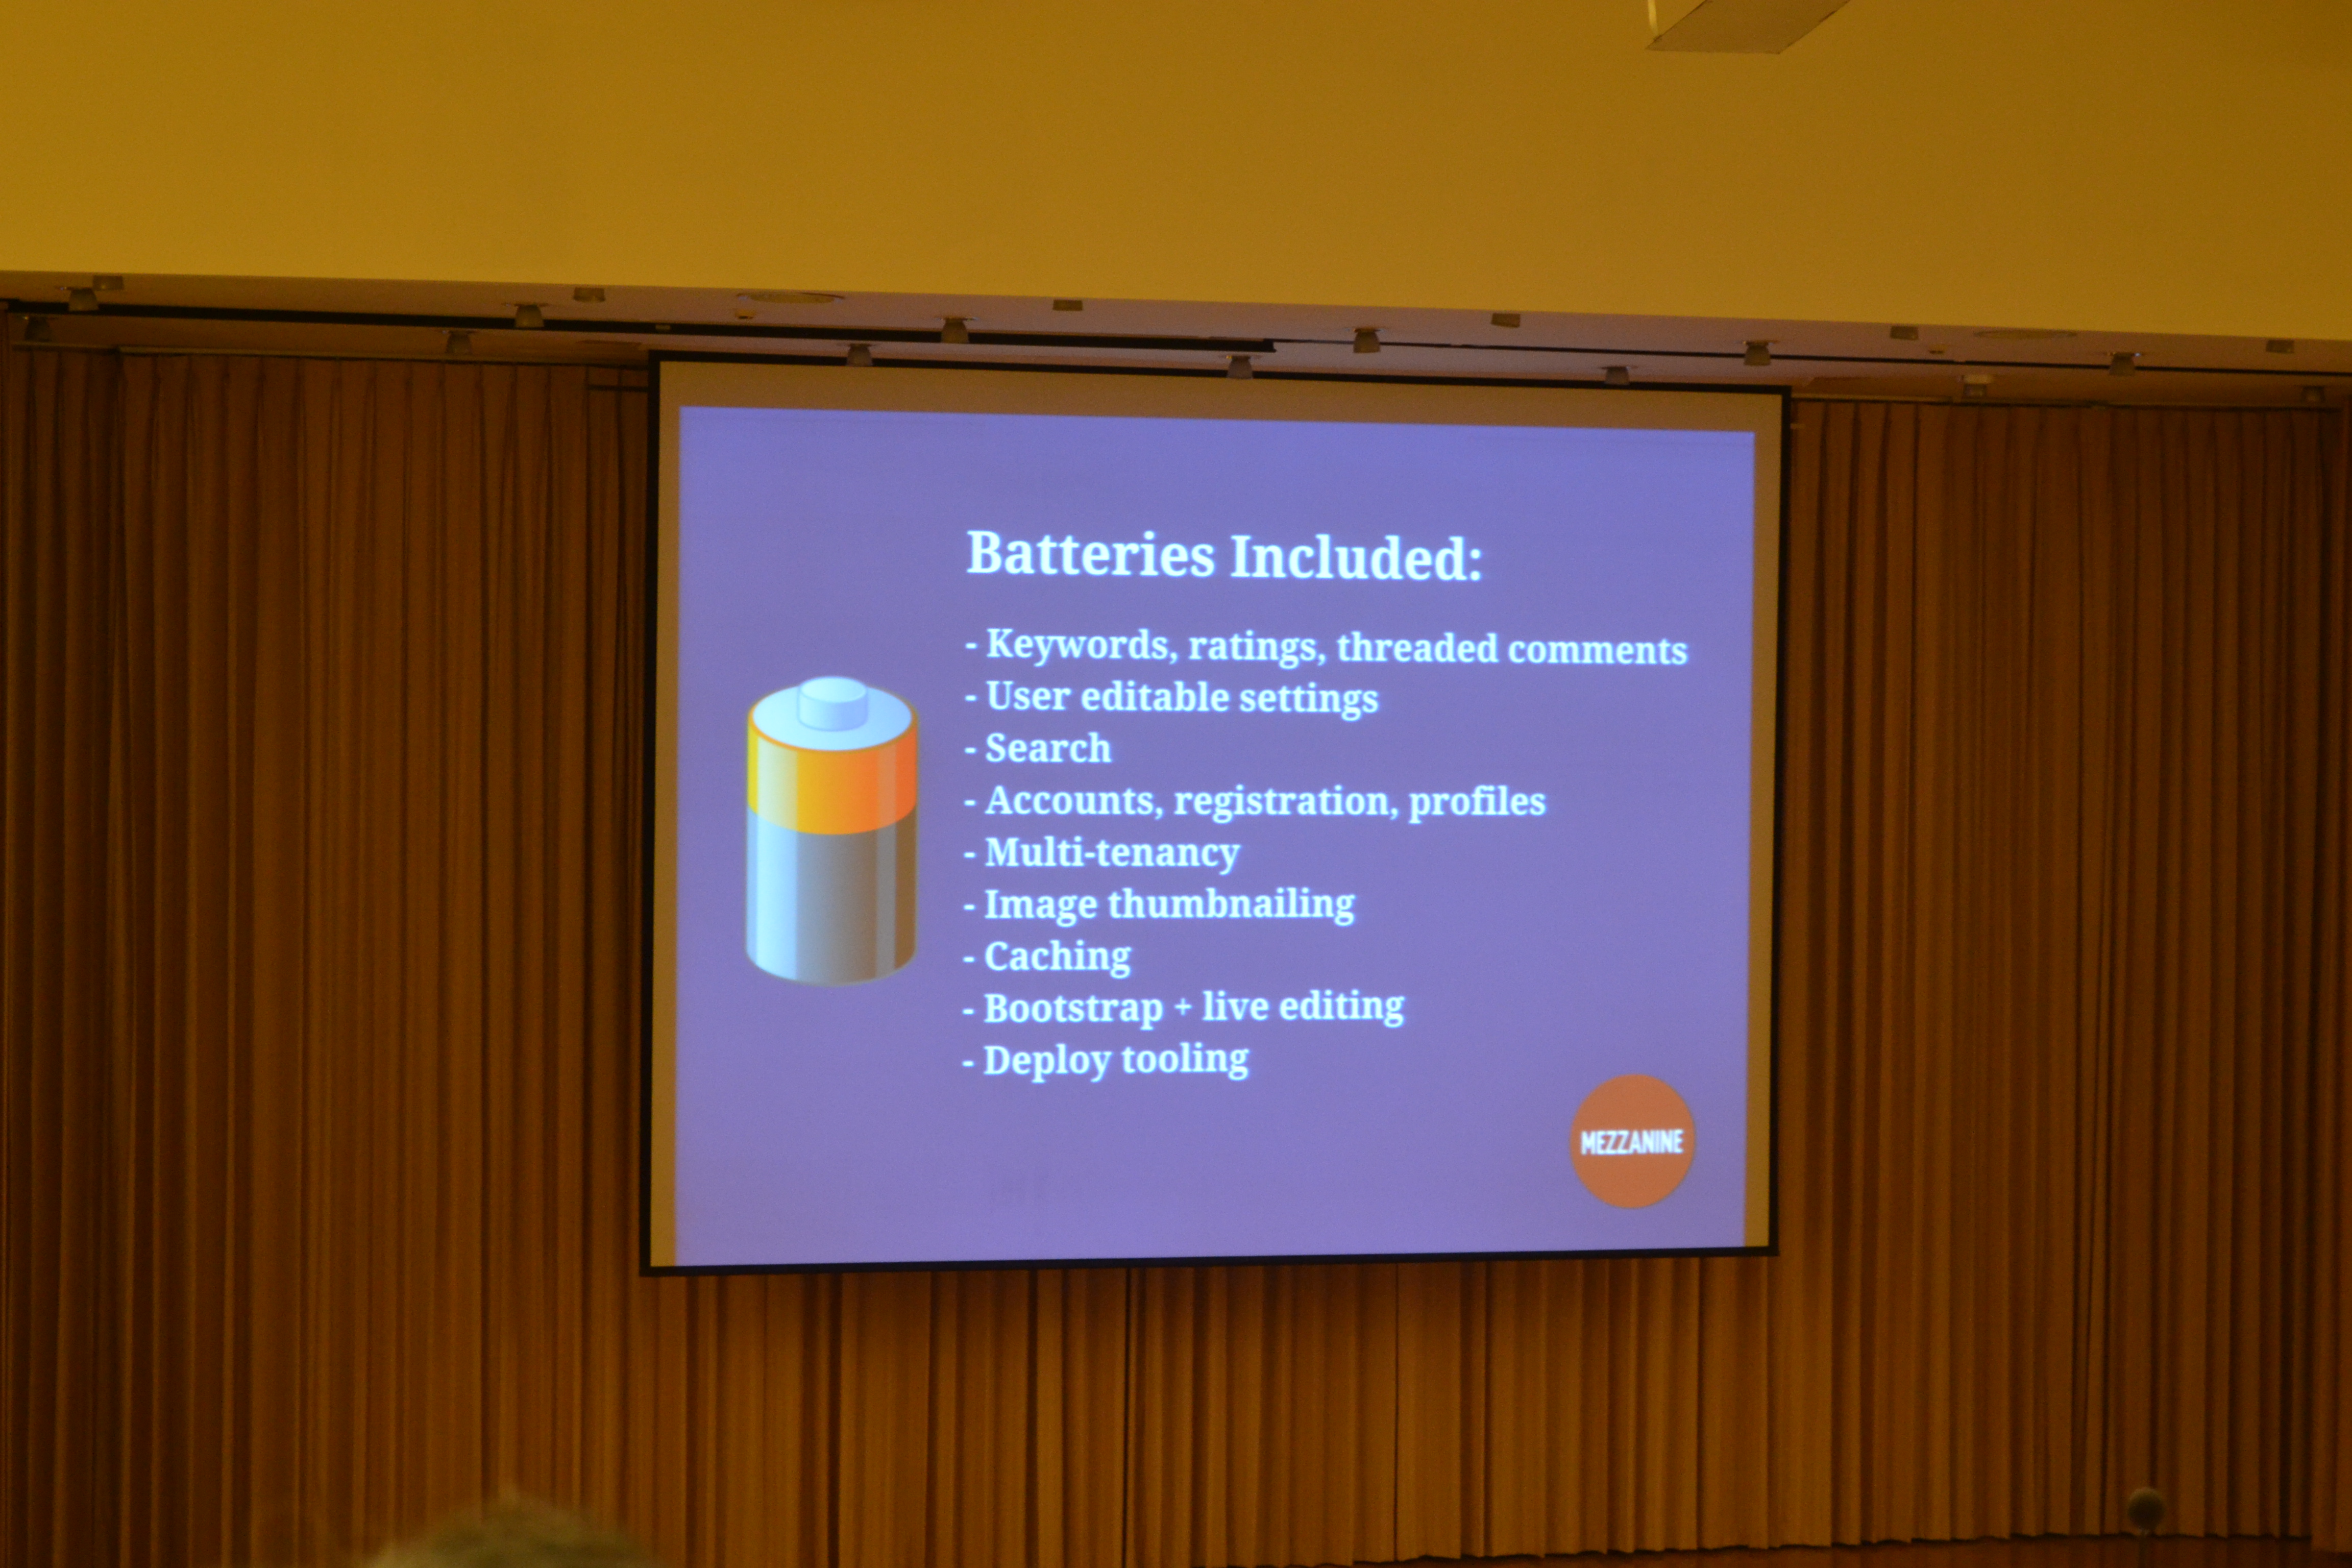 Batteries Included:
- Keywords, ratings, threaded comments
- User editable settings
- Search
- Accounts, registration, profiles
- Multi-tenancy
- Image thumbnailing
- Caching
- Bootstrap + live editing
- Deploy tooling
MEZZANINE